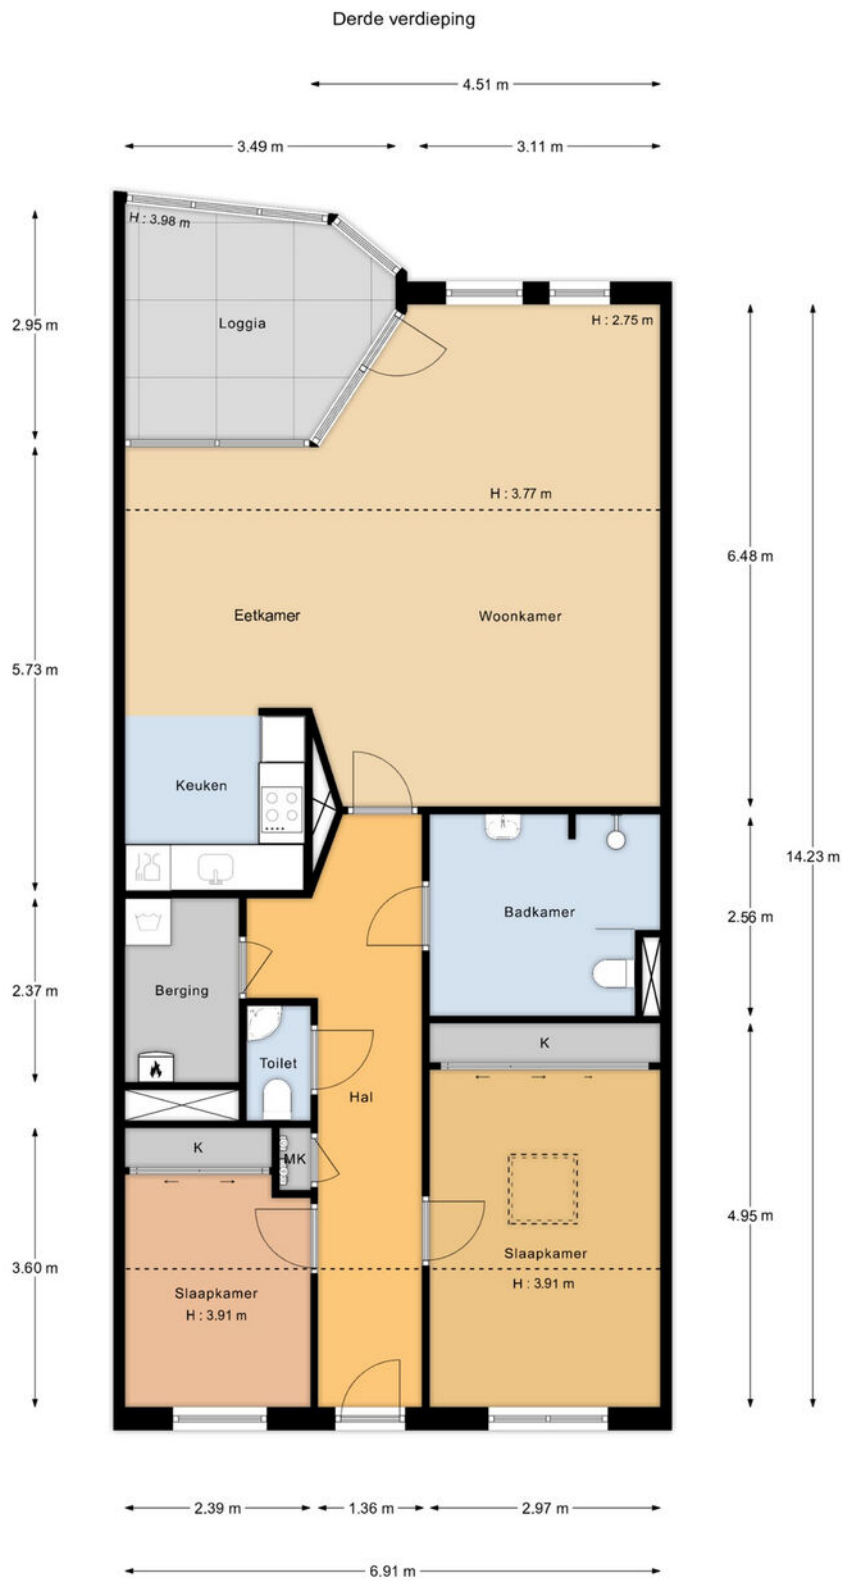 Derde verdieping
4.51 m
3.49 m
3.11 m
H : 3.98 m
H : 2.75 m
2.95 m
Loggia
H : 3.77 m
6.48 m
Eetkamer
Woonkamer
5.73 m
Keuken
14.23 m
Badkamer
2.56 m
Berging
2.37 m
K
Toilet
Hal
K
MK
4.95 m
Slaapkamer
H : 3.91 m
3.60 m
Slaapkamer
H : 3.91 m
2.39 m
1.36 m
2.97 m
6.91 m